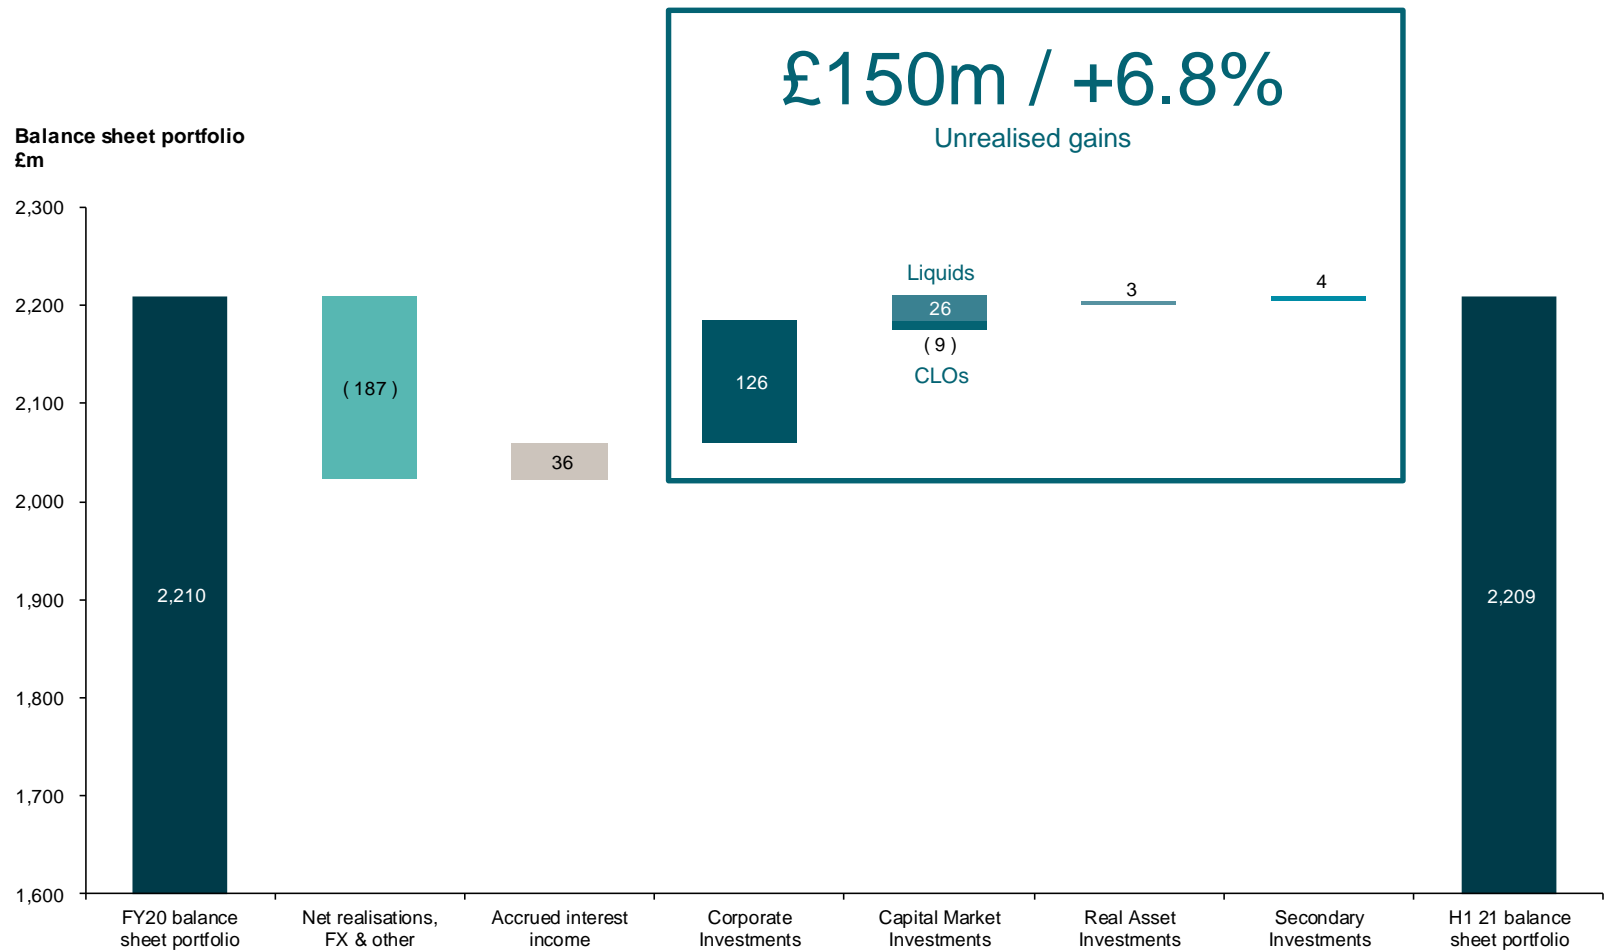 £150m / +6.8%
Unrealised gains
Balance sheet portfolio
£m
2,300
2,200
2,100
2,000
1,900
1,800
1,700
1,600
2,210
( 187 )
36
126
Liquids
26
( 9 )
CLOs
3
4
2,209
FY20 balance
sheet portfolio
Net realisations,
FX & other
Accrued interest
income
Corporate
Investments
Capital Market
Investments
Real Asset
Investments
Secondary
Investments
H1 21 balance
sheet portfolio